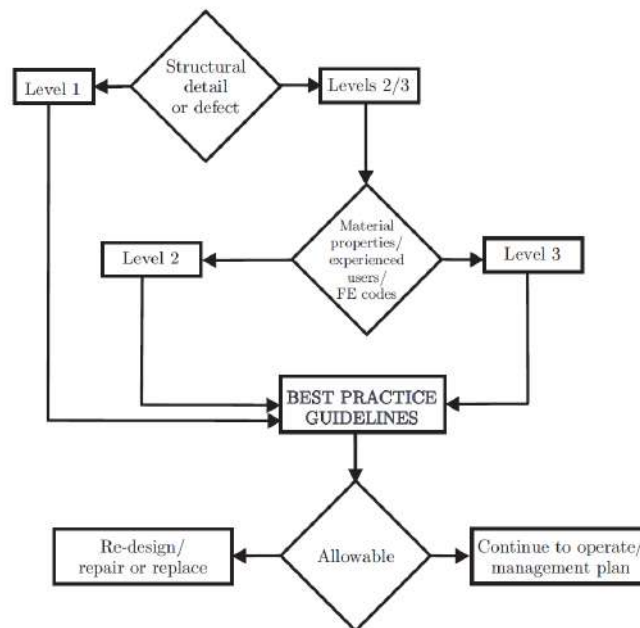 Level 1
Structural
detail
or defect
Levels 2/3
Level 2
Material
properties/
experienced
users/
FE codes
Level 3
BEST PRACTICE
GUIDELINES
Re-design/
repair or replace
Allowable
Continue to operate/
management plan